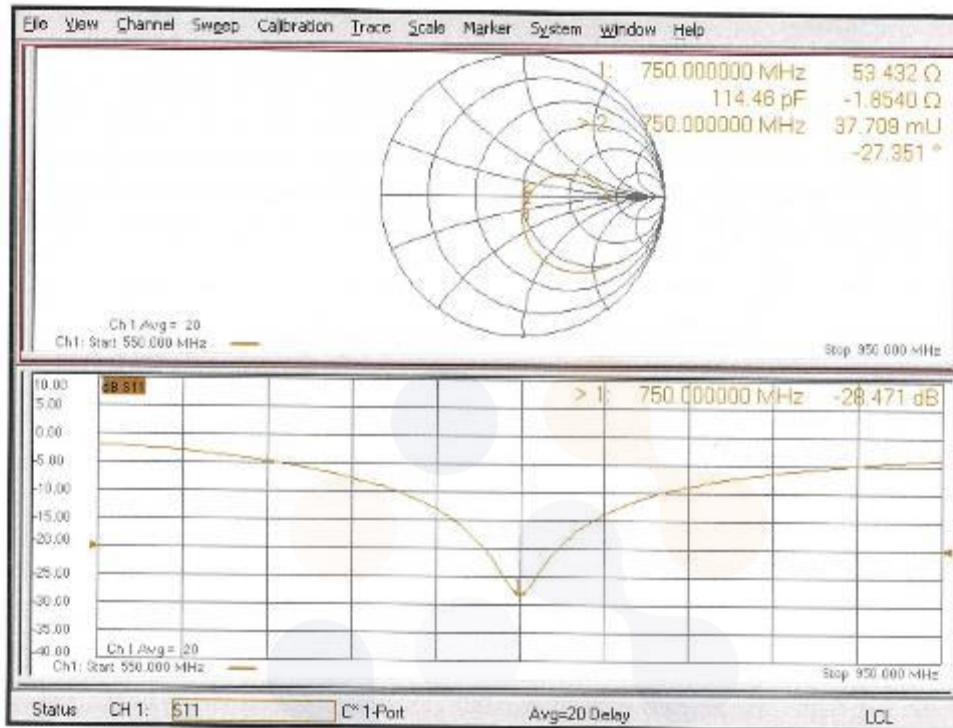 File View Channel Sweep Calibration Trace Scale Marker System Window Help
1: 750.000000 MHz 53.432 Ω
114.46 pF -1.8540 Ω
> 2: 750.000000 MHz 37.709 mU
-27.351 °
Ch 1 Avg = 20
Ch1: Start 550.000 MHz Stop 950.000 MHz
10.00 dB S11 > 1: 750.000000 MHz -28.471 dB
5.00
0.00
-5.00
-10.00
-15.00
-20.00
-25.00
-30.00
-35.00
-40.00 Ch 1 Avg = 20
Ch1: Start 550.000 MHz Stop 950.000 MHz
Status CH 1: S11 C* 1-Port Avg=20 Delay LCL